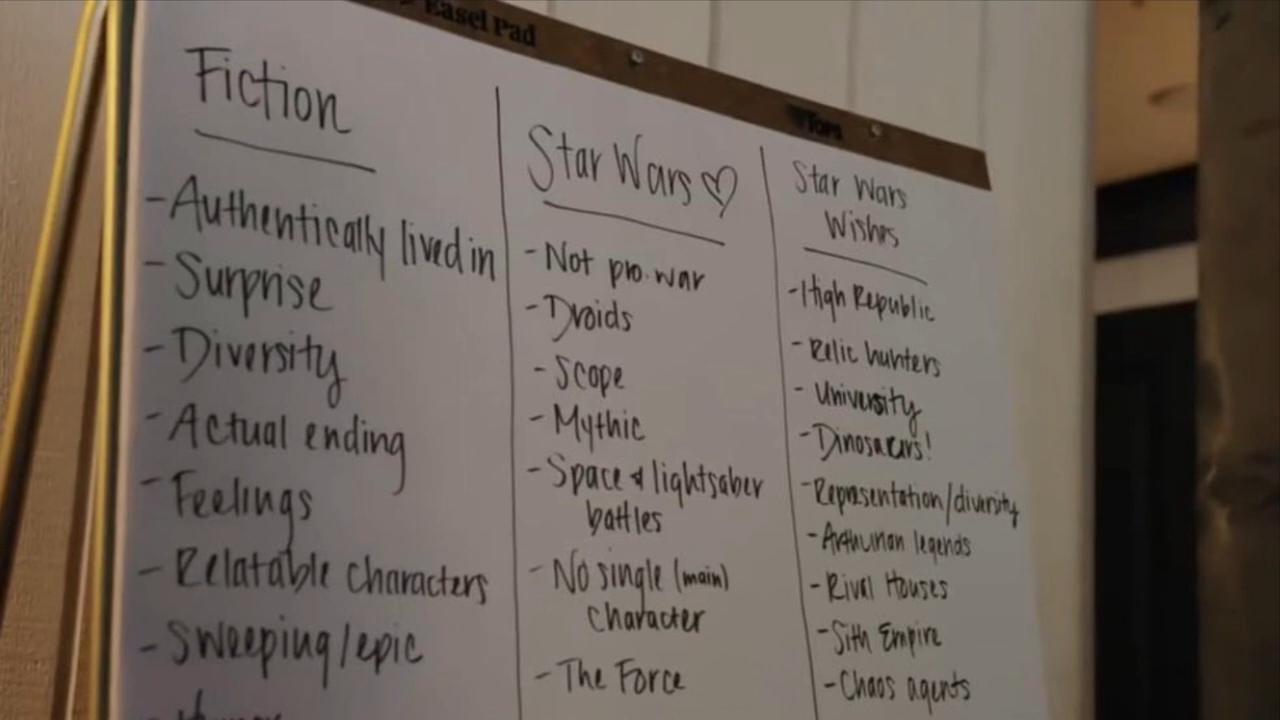 Easel Pad
Tops
Fiction
- Authentically lived in
- Surprise
- Diversity
- Actual ending
- Feelings
- Relatable characters
- Sweeping/epic
Star Wars ♡
- Not pro-war
- Droids
- Scope
- Mythic
- Space & lightsaber
battles
- No single (main)
character
- The Force
Star Wars
Wishes
- High Republic
- Relic hunters
- University
- Dinosaurs!
- Representation/diversity
- Arthurian legends
- Rival Houses
- Sith Empire
- Chaos agents